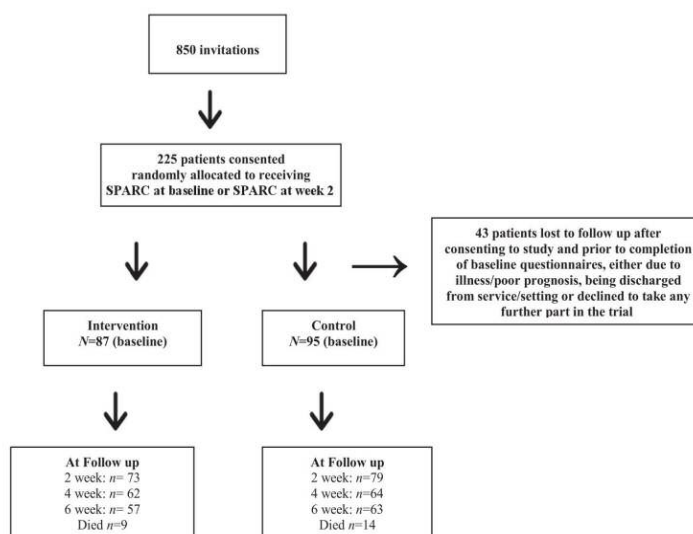 850 invitations
225 patients consented
randomly allocated to receiving
SPARC at baseline or SPARC at week 2
43 patients lost to follow up after
consenting to study and prior to completion
of baseline questionnaires, either due to
illness/poor prognosis, being discharged
from service/setting or declined to take any
further part in the trial
Intervention
N=87 (baseline)
Control
N=95 (baseline)
At Follow up
2 week: n= 73
4 week: n= 62
6 week: n= 57
Died n=9
At Follow up
2 week: n=79
4 week: n=64
6 week: n=63
Died n=14